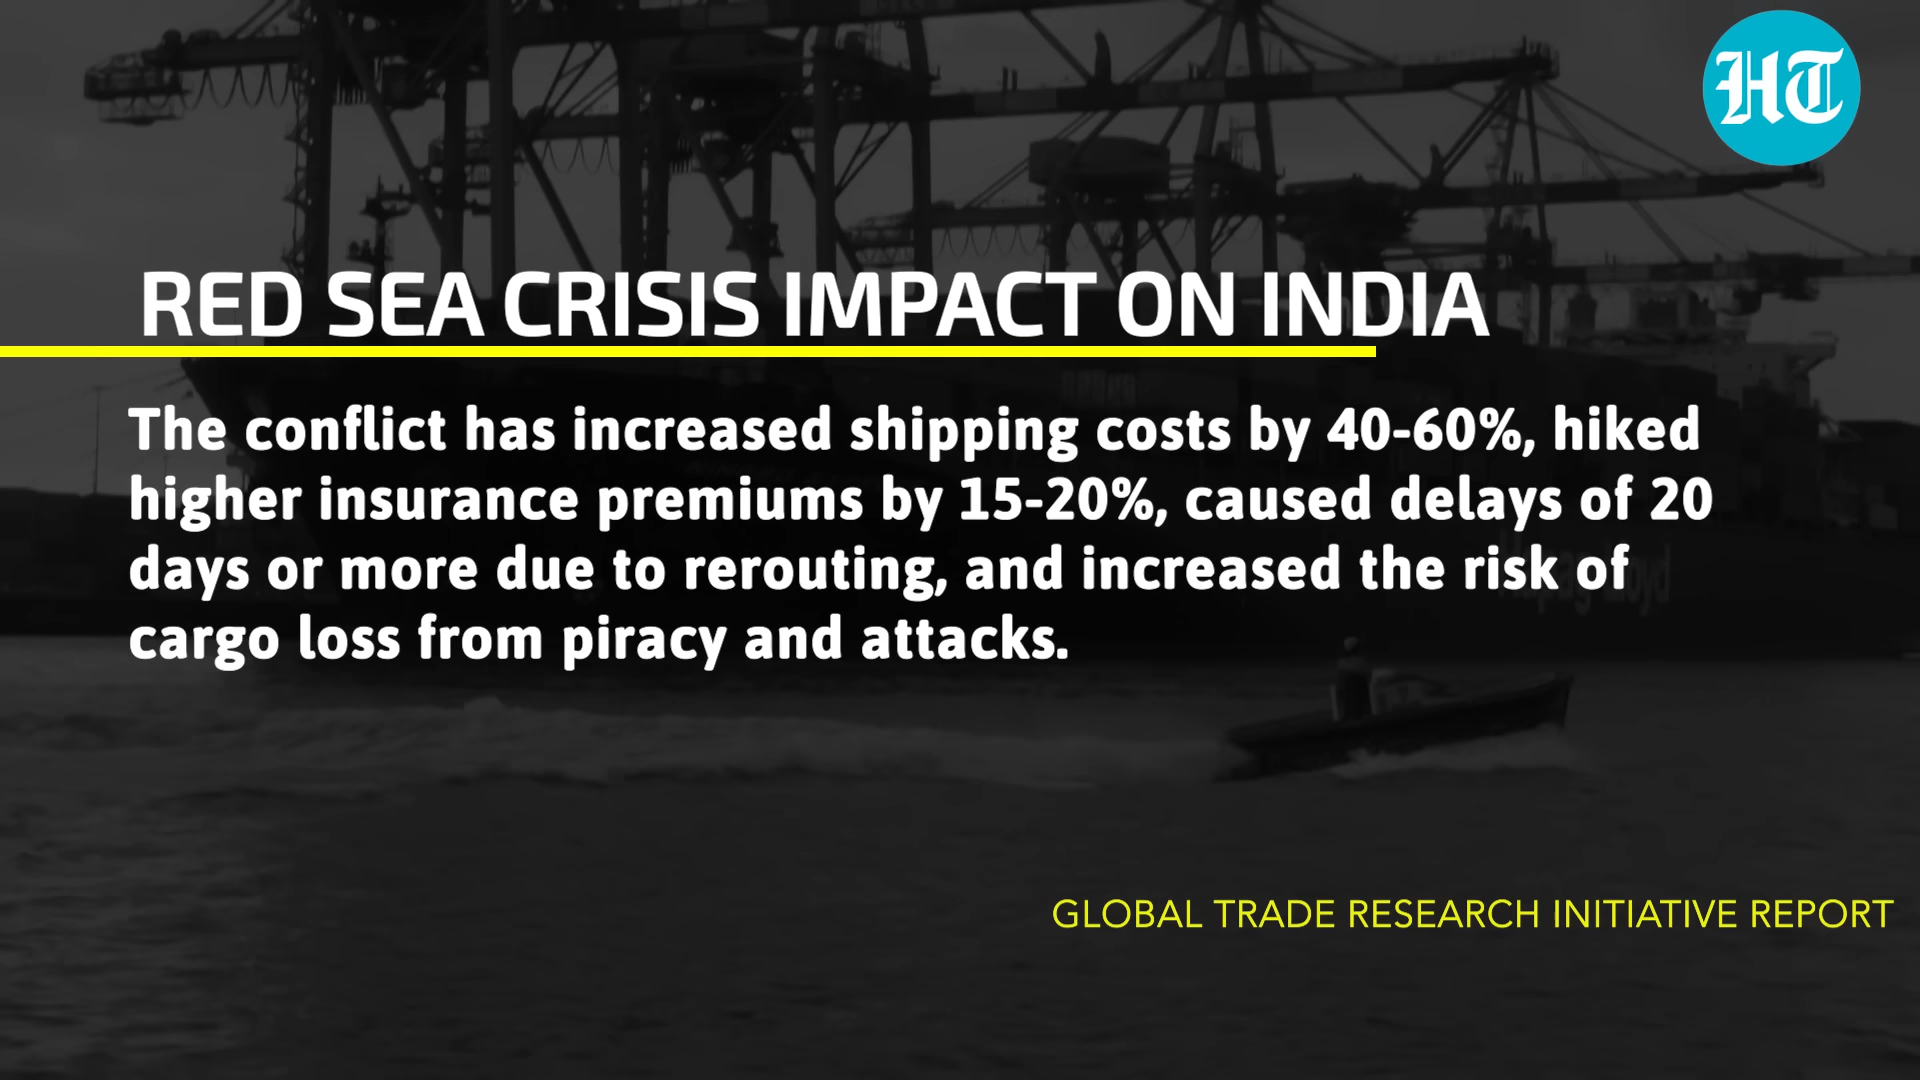 HT
RED SEA CRISIS IMPACT ON INDIA
The conflict has increased shipping costs by 40-60%, hiked
higher insurance premiums by 15-20%, caused delays of 20
days or more due to rerouting, and increased the risk of
cargo loss from piracy and attacks.
GLOBAL TRADE RESEARCH INITIATIVE REPORT